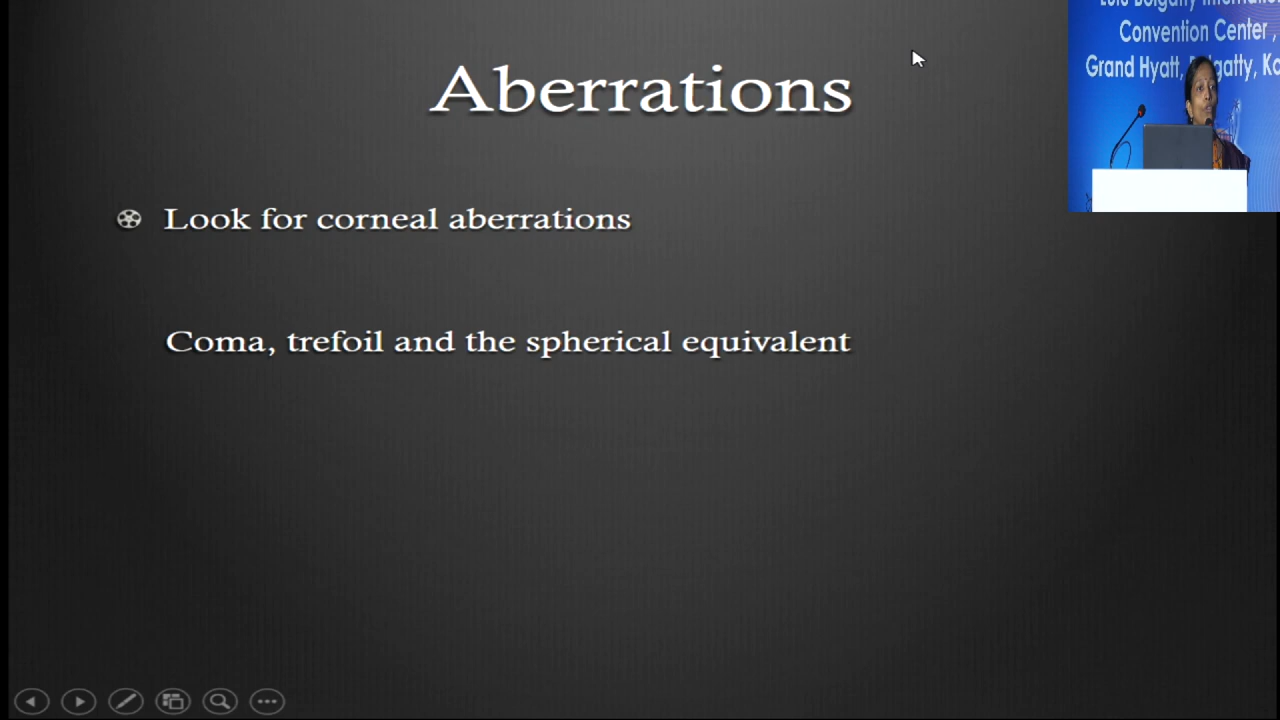 Aberrations
Look for corneal aberrations
Coma, trefoil and the spherical equivalent
Convention Center ,
Grand Hyatt,